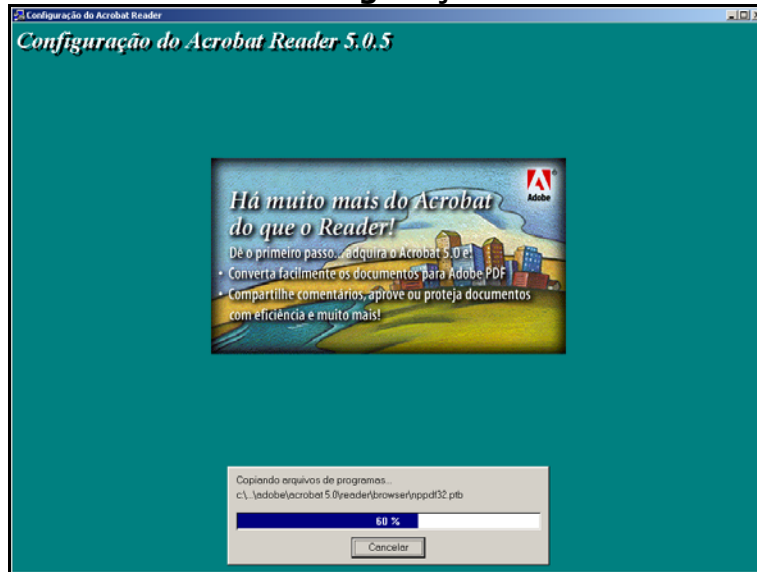 Configuração do Acrobat Reader
Configuração do Acrobat Reader 5.0.5
Adobe
Há muito mais do Acrobat
do que o Reader!
Dê o primeiro passo... adquira o Acrobat 5.0 e!
• Converta facilmente os documentos para Adobe PDF
• Compartilhe comentários, aprove ou proteja documentos
com eficiência e muito mais!
Copiando arquivos de programas...
c:\..\adobe\acrobat 5.0\reader\browser\nppdf32.ptb
60 %
Cancelar